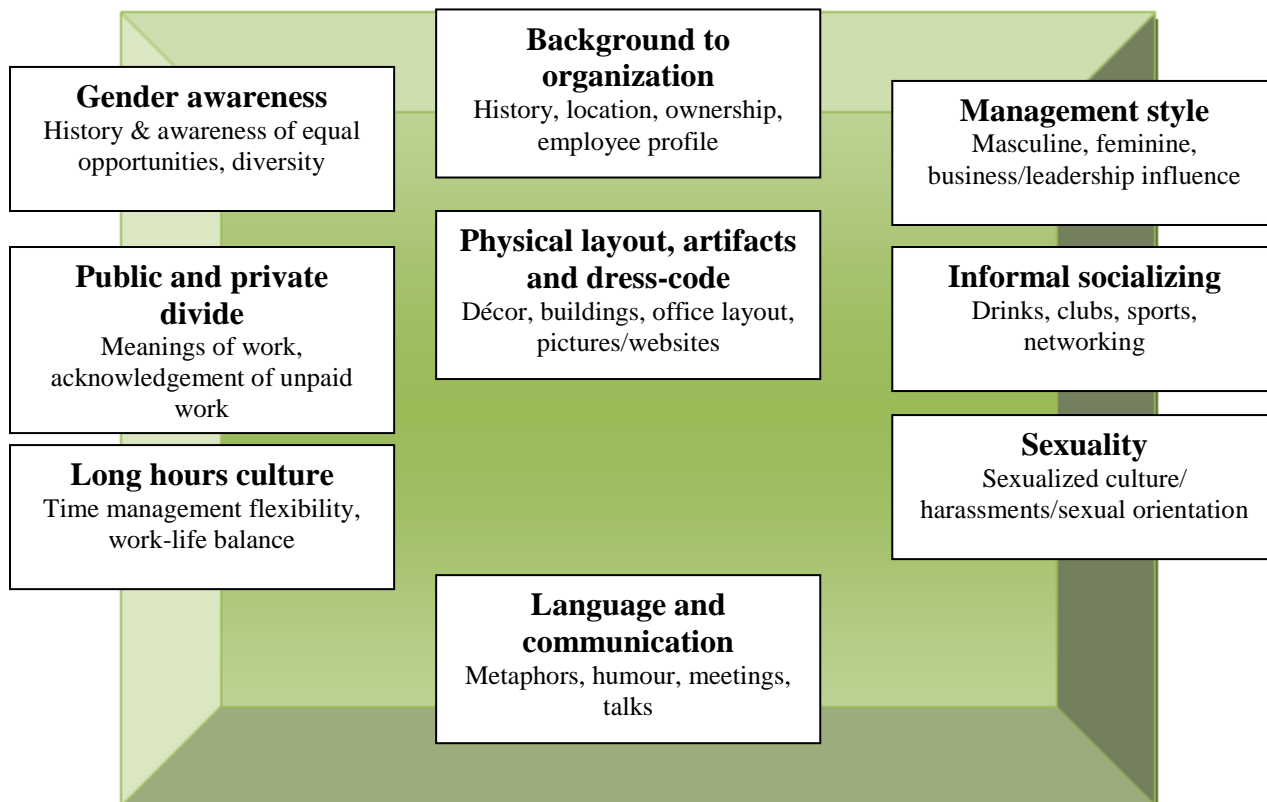 Background to
organization
History, location, ownership,
employee profile
Gender awareness
History & awareness of equal
opportunities, diversity
Management style
Masculine, feminine,
business/leadership influence
Physical layout, artifacts
and dress-code
Décor, buildings, office layout,
pictures/websites
Public and private
divide
Meanings of work,
acknowledgement of unpaid
work
Informal socializing
Drinks, clubs, sports,
networking
Long hours culture
Time management flexibility,
work-life balance
Sexuality
Sexualized culture/
harassments/sexual orientation
Language and
communication
Metaphors, humour, meetings,
talks